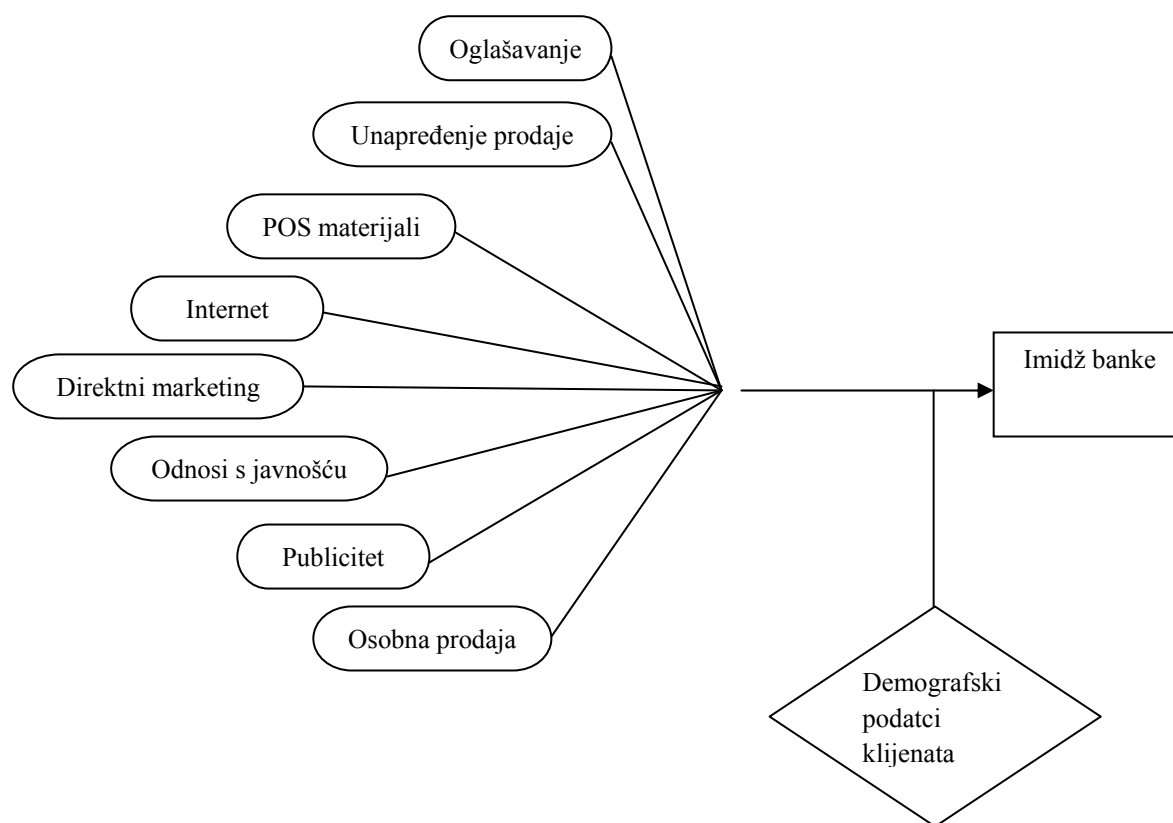 Oglašavanje
Unapređenje prodaje
POS materijali
Internet
Direktni marketing
Odnosi s javnošću
Publicitet
Osobna prodaja
Imidž banke
Demografski
podatci
klijenata